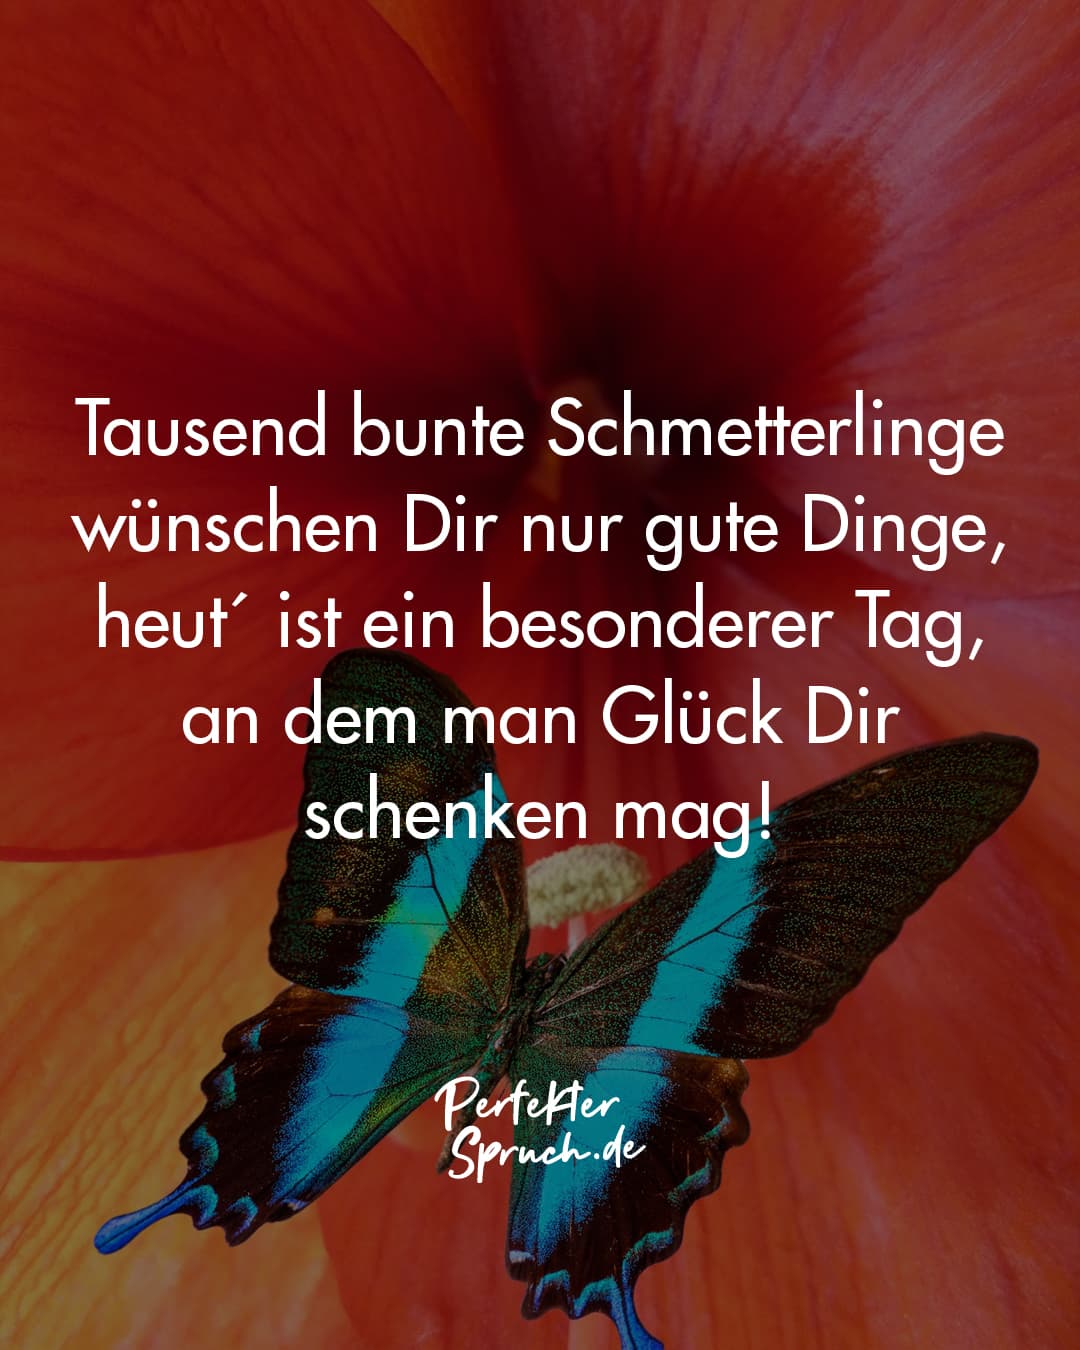 Tausend bunte Schmetterlinge
wünschen Dir nur gute Dinge,
heut´ ist ein besonderer Tag,
an dem man Glück Dir
schenken mag!
Perfekter
Spruch.de